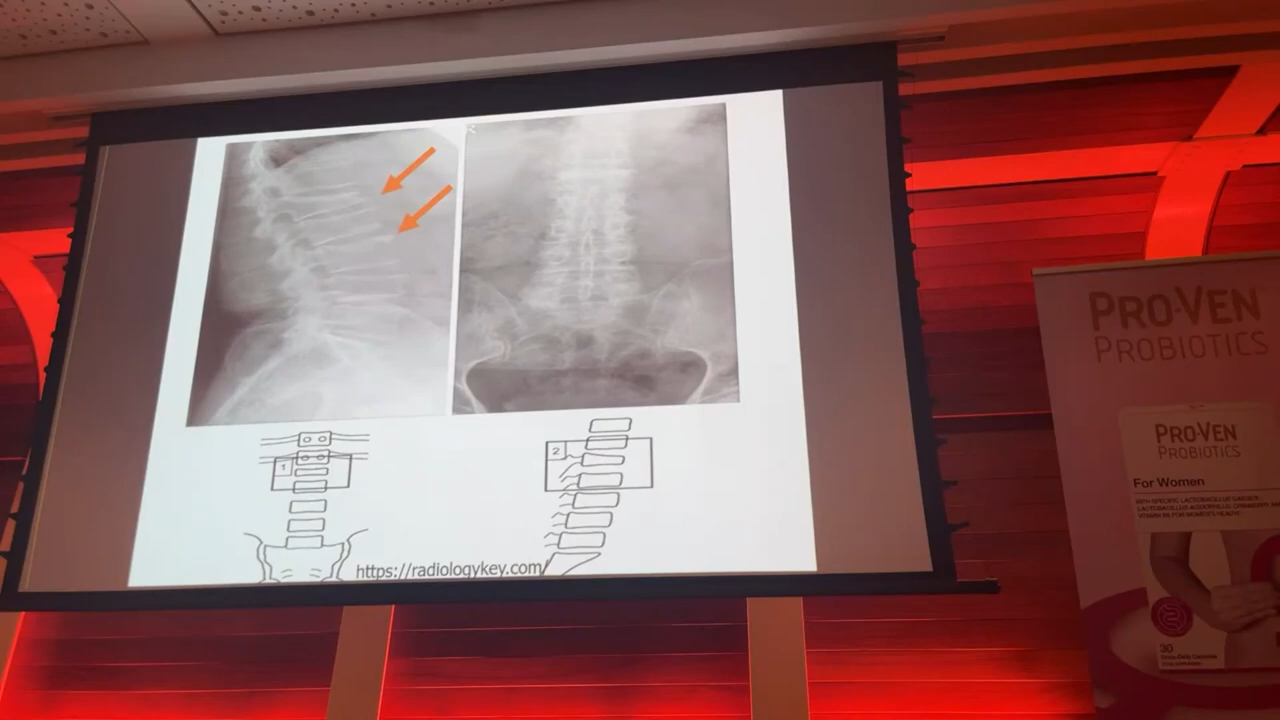 1
2
https://radiologykey.com/
PRO-VEN
PROBIOTICS
PRO-VEN
PROBIOTICS
For Women
30